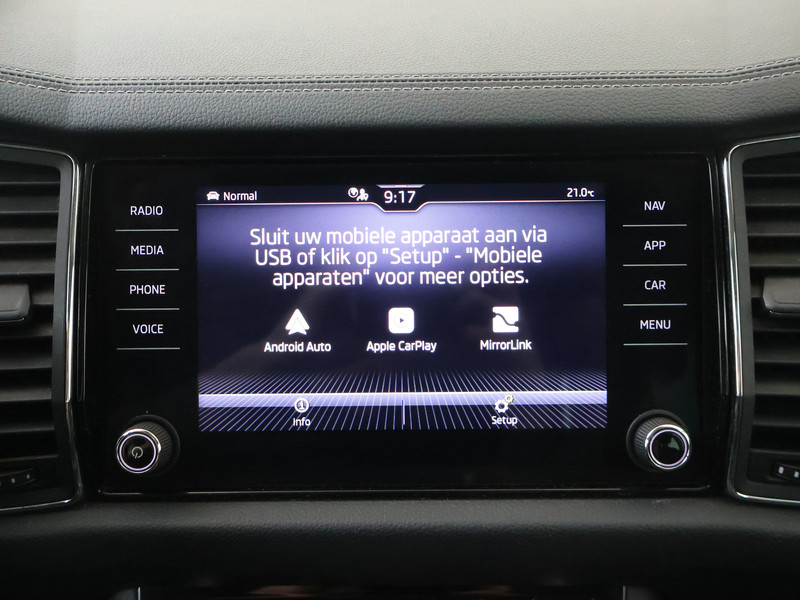 Normal
9:17
21.0°C
RADIO
MEDIA
PHONE
VOICE
Sluit uw mobiele apparaat aan via
USB of klik op "Setup" - "Mobiele
apparaten" voor meer opties.
Android Auto
Apple CarPlay
MirrorLink
Info
Setup
NAV
APP
CAR
MENU